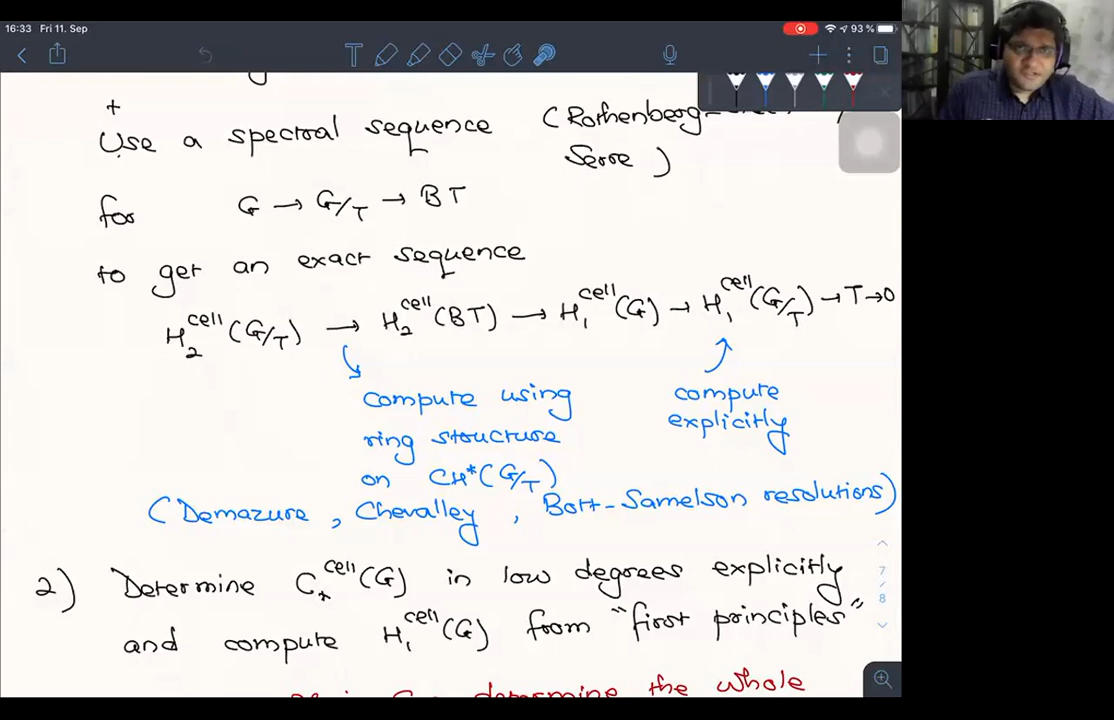 16:33 Fri 11. Sep 93 %
+
Use a spectral sequence (Rothenberg-
Serre)
for G → G/T → BT
to get an exact sequence
H₂^cell(G/T) → H₂^cell(BT) → H₁^cell(G) → H₁^cell(G/T) → T → 0
compute using compute
ring structure explicitly
on CH*(G/T)
(Demazure, Chevalley, Bott-Samelson resolutions)
2) Determine C_*^cell(G) in low degrees explicitly
and compute H₁^cell(G) from "first principles"
determine the whole
7
8